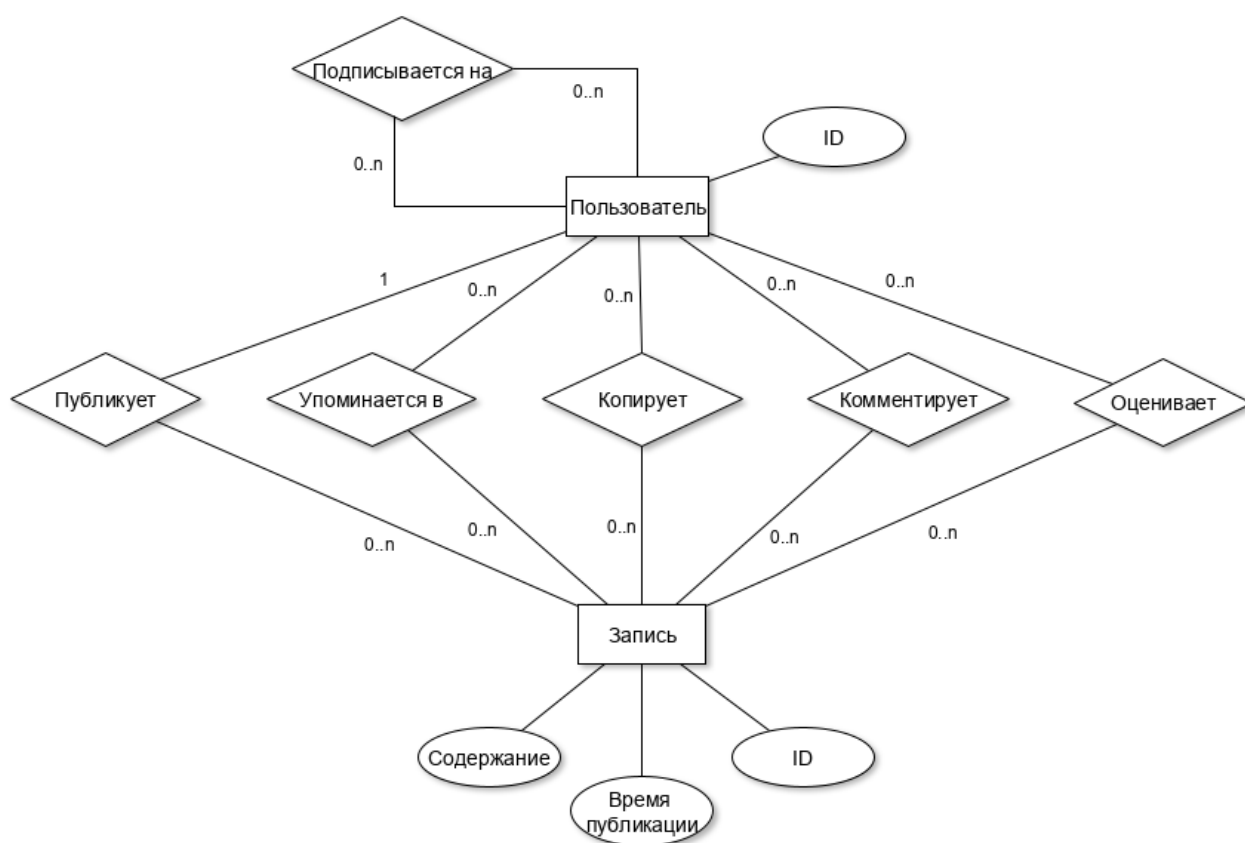 Подписывается на
0..n
0..n
ID
Пользователь
1
0..n
0..n
0..n
0..n
Публикует
Упоминается в
Копирует
Комментирует
Оценивает
0..n
0..n
0..n
0..n
0..n
Запись
Содержание
Время
публикации
ID